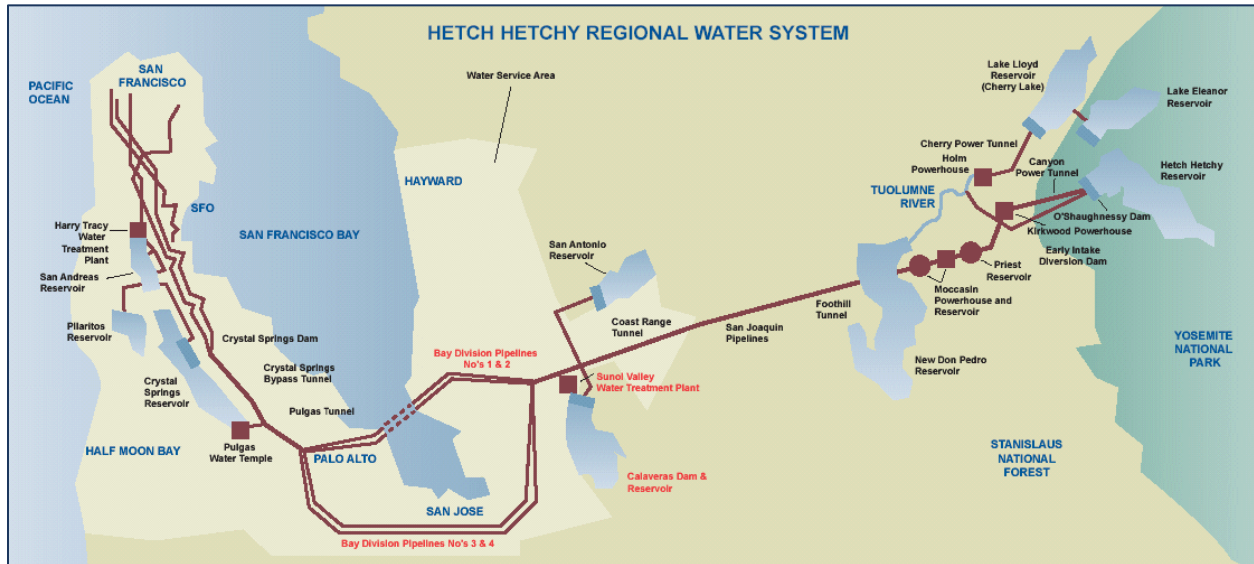 HETCH HETCHY REGIONAL WATER SYSTEM
PACIFIC
OCEAN
SAN
FRANCISCO
Water Service Area
Lake Lloyd
Reservoir
(Cherry Lake)
Lake Eleanor
Reservoir
Cherry Power Tunnel
Holm
Powerhouse
Canyon
Power Tunnel
Hetch Hetchy
Reservoir
HAYWARD
TUOLUMNE
RIVER
SFO
O'Shaughnessy Dam
Kirkwood Powerhouse
Harry Tracy
Water
Treatment
Plant
SAN FRANCISCO BAY
San Antonio
Reservoir
Early Intake
Diversion Dam
Priest
Reservoir
San Andreas
Reservoir
Moccasin
Powerhouse and
Reservoir
Foothill
Tunnel
Pilaritos
Reservoir
Coast Range
Tunnel
San Joaquin
Pipelines
Crystal Springs Dam
YOSEMITE
NATIONAL
PARK
Bay Division Pipelines
No's 1 & 2
Crystal Springs
Bypass Tunnel
New Don Pedro
Reservoir
Crystal
Springs
Reservoir
Sunol Valley
Water Treatment Plant
Pulgas Tunnel
HALF MOON BAY
Pulgas
Water Temple
PALO ALTO
STANISLAUS
NATIONAL
FOREST
Calaveras Dam &
Reservoir
SAN JOSE
Bay Division Pipelines No's 3 & 4